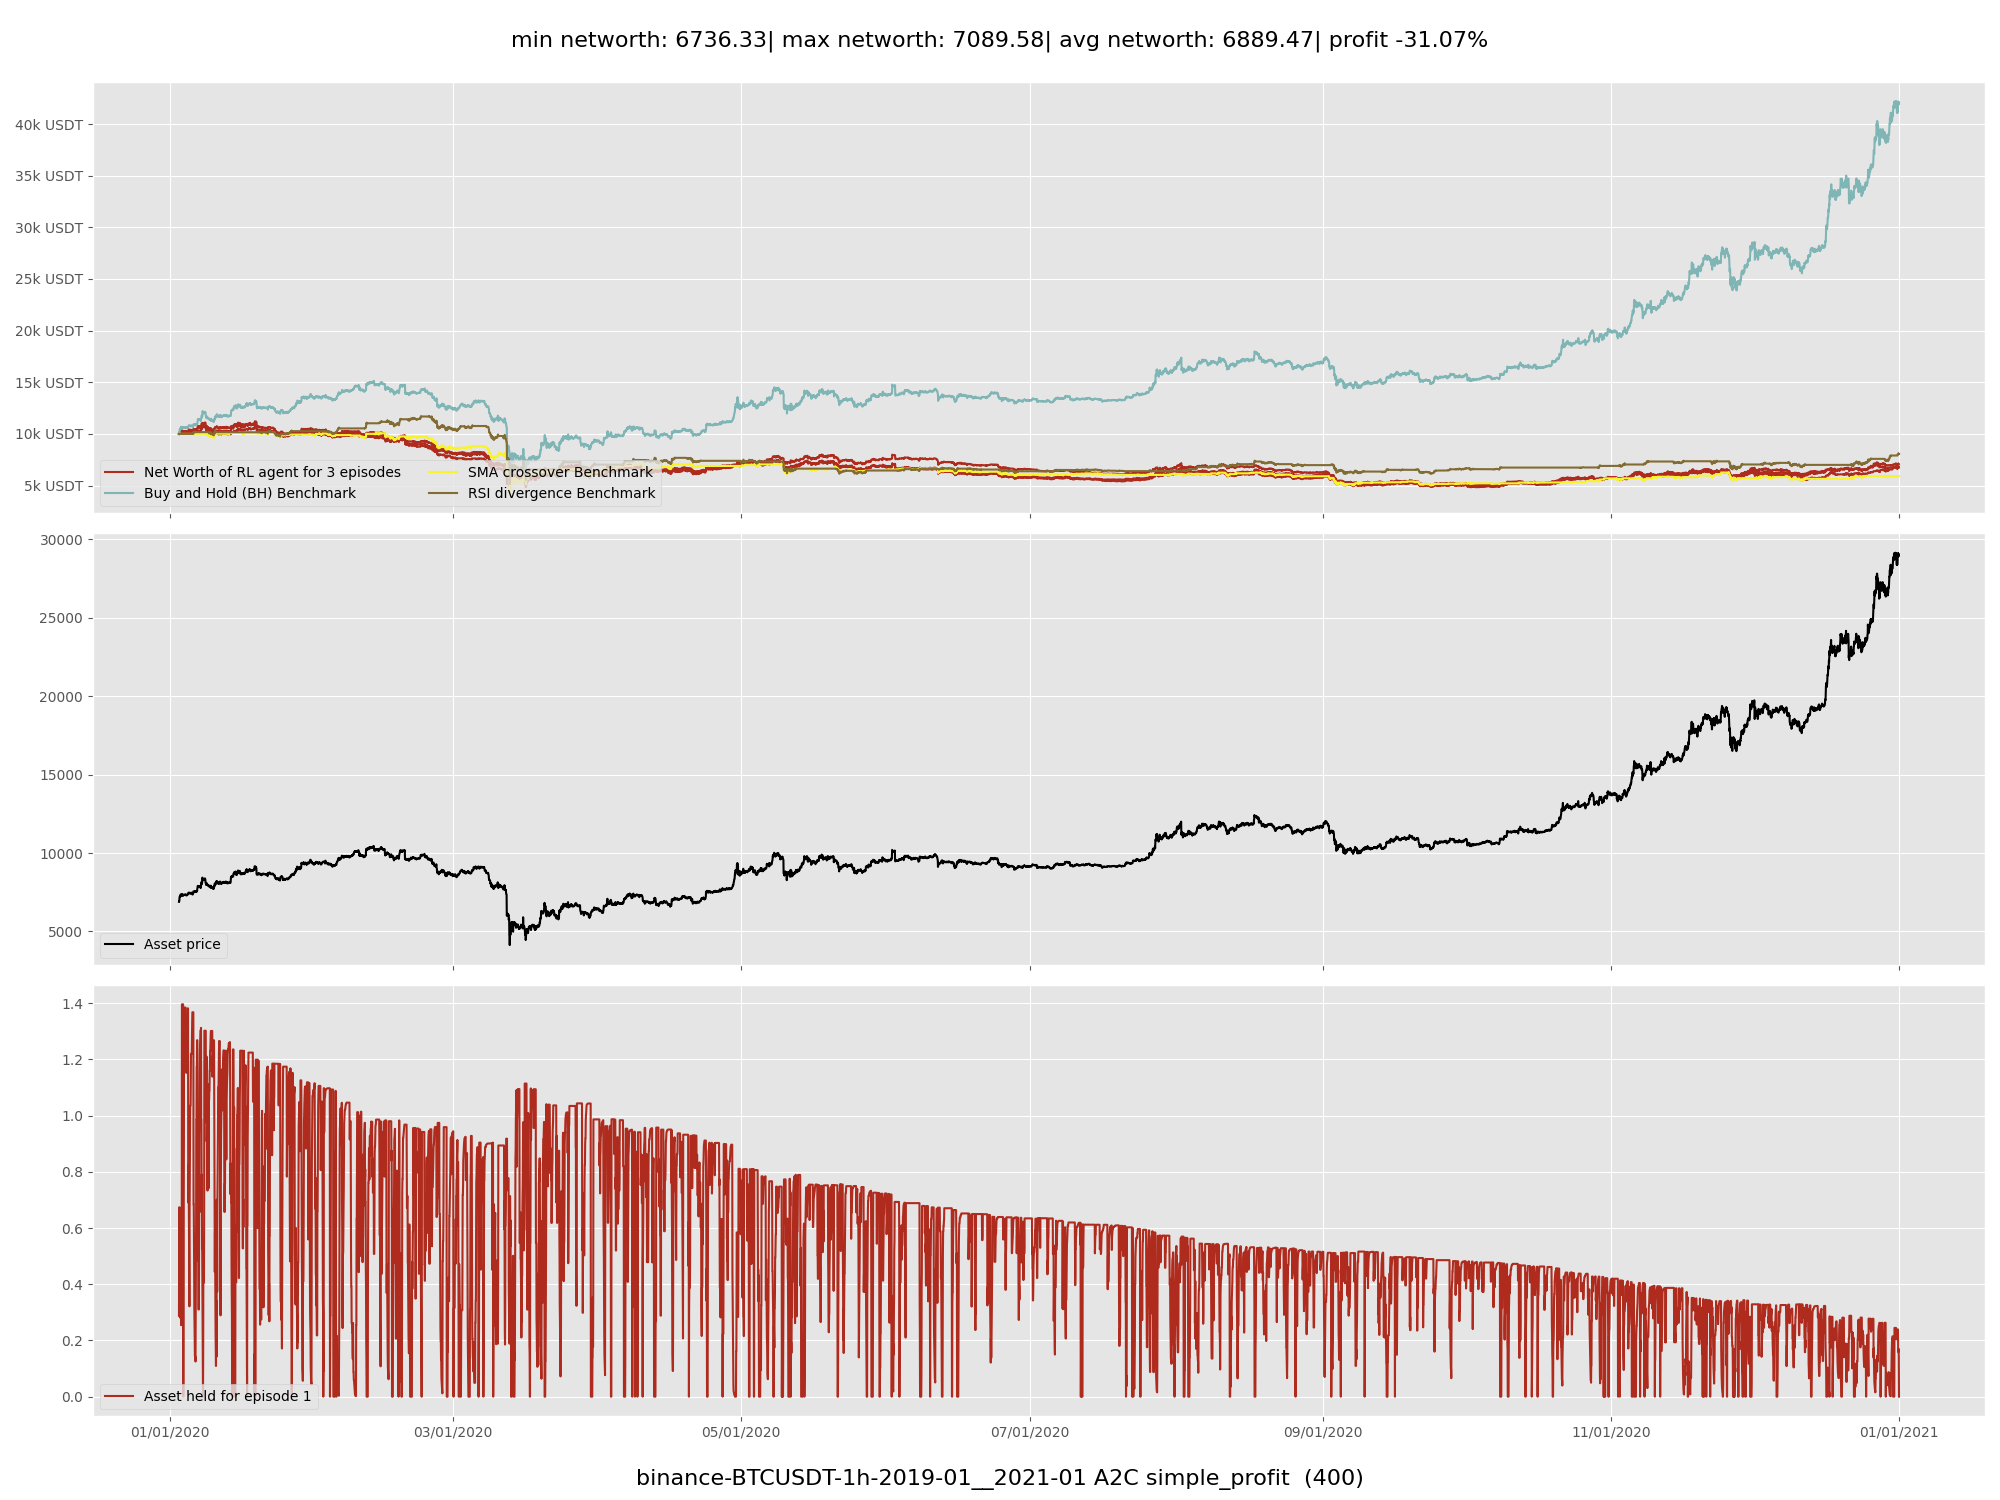 min networth: 6736.33| max networth: 7089.58| avg networth: 6889.47| profit -31.07%
40k USDT
35k USDT
30k USDT
25k USDT
20k USDT
15k USDT
10k USDT
5k USDT
Net Worth of RL agent for 3 episodes
Buy and Hold (BH) Benchmark
SMA crossover Benchmark
RSI divergence Benchmark
30000
25000
20000
15000
10000
5000
Asset price
1.4
1.2
1.0
0.8
0.6
0.4
0.2
0.0
Asset held for episode 1
01/01/2020 03/01/2020 05/01/2020 07/01/2020 09/01/2020 11/01/2020 01/01/2021
binance-BTCUSDT-1h-2019-01__2021-01 A2C simple_profit  (400)